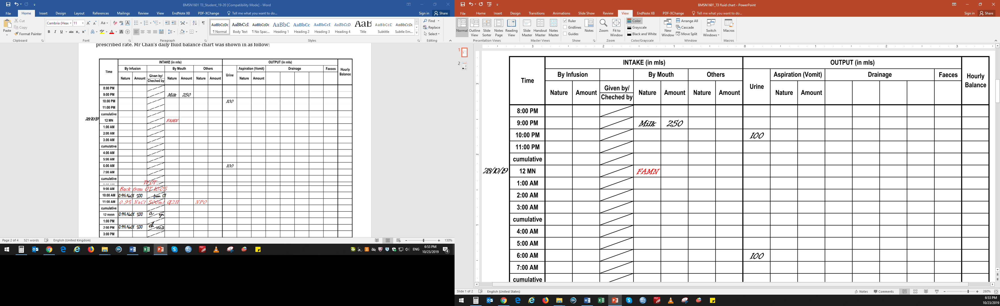 BMSN1601 T3_Student_19-20 [Compatibility Mode] - Word
File Home Insert Design Layout References Mailings Review View EndNote X8 PDF-XChange Tell me what you want to do... Sign in Share
Paste Cut Copy Format Painter
Cambria (Hea 11
¶ Normal Body Text ¶ No Spac... Heading 1 Heading 2 Heading 3 Heading 4 Title Subtitle Subtle Em...
Find Replace Select
Clipboard Font Paragraph Styles Editing
prescribed rate. Mr Chan's daily fluid balance chart was shown in as follow:
INTAKE (in mls) OUTPUT (in mls)
Time By Infusion By Mouth Others Urine Aspiration (Vomit) Drainage Faeces Hourly Balance
Nature Amount Given by/ Cheched by Nature Amount Nature Amount Nature Amount
8:00 PM
9:00 PM Milk 250
10:00 PM 100
11:00 PM
cumulative
28/10/19 12 MN FAMN
1:00 AM
2:00 AM
3:00 AM
cumulative
4:00 AM
5:00 AM
6:00 AM 100
7:00 AM
cumulative
To OT
9:00 AM Back from OT 10:05
10:00 AM 0.9% NaCl 500 from OT
11:00 AM 0.9% NaCl 500ml Q12H NPO
cumulative
12 noon 0.9% NaCl 500 a yi
1:00 PM
2:00 PM 0.9% NaCl 500 ch ma
3:00 PM
Page 2 of 4 521 words English (United Kingdom) 130%
ENG 6:53 PM
10/23/2019
BMSN1601_T3 fluid chart - PowerPoint
File Home Insert Design Transitions Animations Slide Show Review View EndNote X8 PDF-XChange Tell me what you want to do... Sign in Share
Normal Outline View Slide Sorter Notes Page Reading View Slide Master Handout Master Notes Master
Ruler Gridlines Guides Notes Zoom Fit to Window
Color Grayscale Black and White
New Window Arrange All Cascade Move Split Switch Windows Macros
Presentation Views Master Views Show Zoom Color/Grayscale Window Macros
3 2 1 0 1 2 3
1
2
INTAKE (in mls) OUTPUT (in mls)
Time By Infusion By Mouth Others Urine Aspiration (Vomit) Drainage Faeces Hourly Balance
Nature Amount Given by/ Cheched by Nature Amount Nature Amount Nature Amount
8:00 PM
9:00 PM Milk 250
10:00 PM 100
11:00 PM
cumulative
28/10/19 12 MN FAMN
1:00 AM
2:00 AM
3:00 AM
cumulative
4:00 AM
5:00 AM
6:00 AM 100
7:00 AM
cumulative
Slide 1 of 2 English (United States) Notes Comments 260%
6:53 PM
10/23/2019